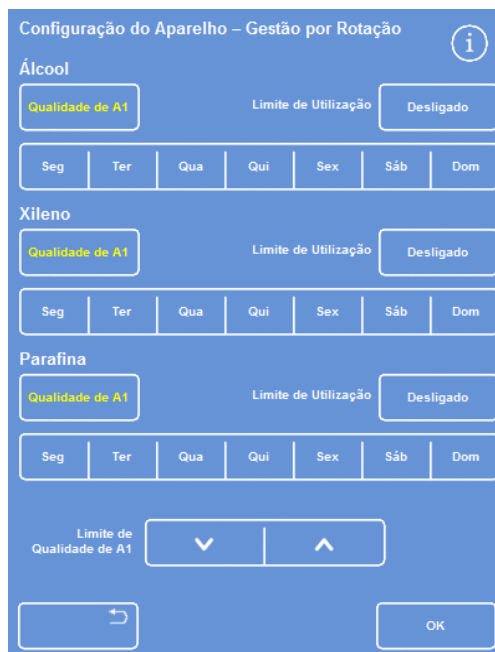 Configuração do Aparelho – Gestão por Rotação
i
Álcool
Qualidade de A1 Limite de Utilização Desligado
Seg Ter Qua Qui Sex Sáb Dom
Xileno
Qualidade de A1 Limite de Utilização Desligado
Seg Ter Qua Qui Sex Sáb Dom
Parafina
Qualidade de A1 Limite de Utilização Desligado
Seg Ter Qua Qui Sex Sáb Dom
Limite de
Qualidade de A1
OK